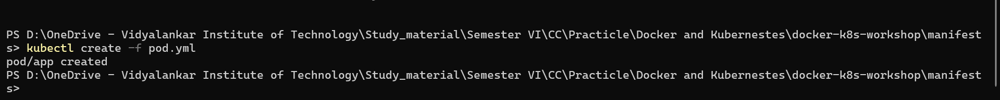 PS D:\OneDrive - Vidyalankar Institute of Technology\Study_material\Semester VI\CC\Practicle\Docker and Kubernestes\docker-k8s-workshop\manifest
s> kubectl create -f pod.yml
pod/app created
PS D:\OneDrive - Vidyalankar Institute of Technology\Study_material\Semester VI\CC\Practicle\Docker and Kubernestes\docker-k8s-workshop\manifest
s>